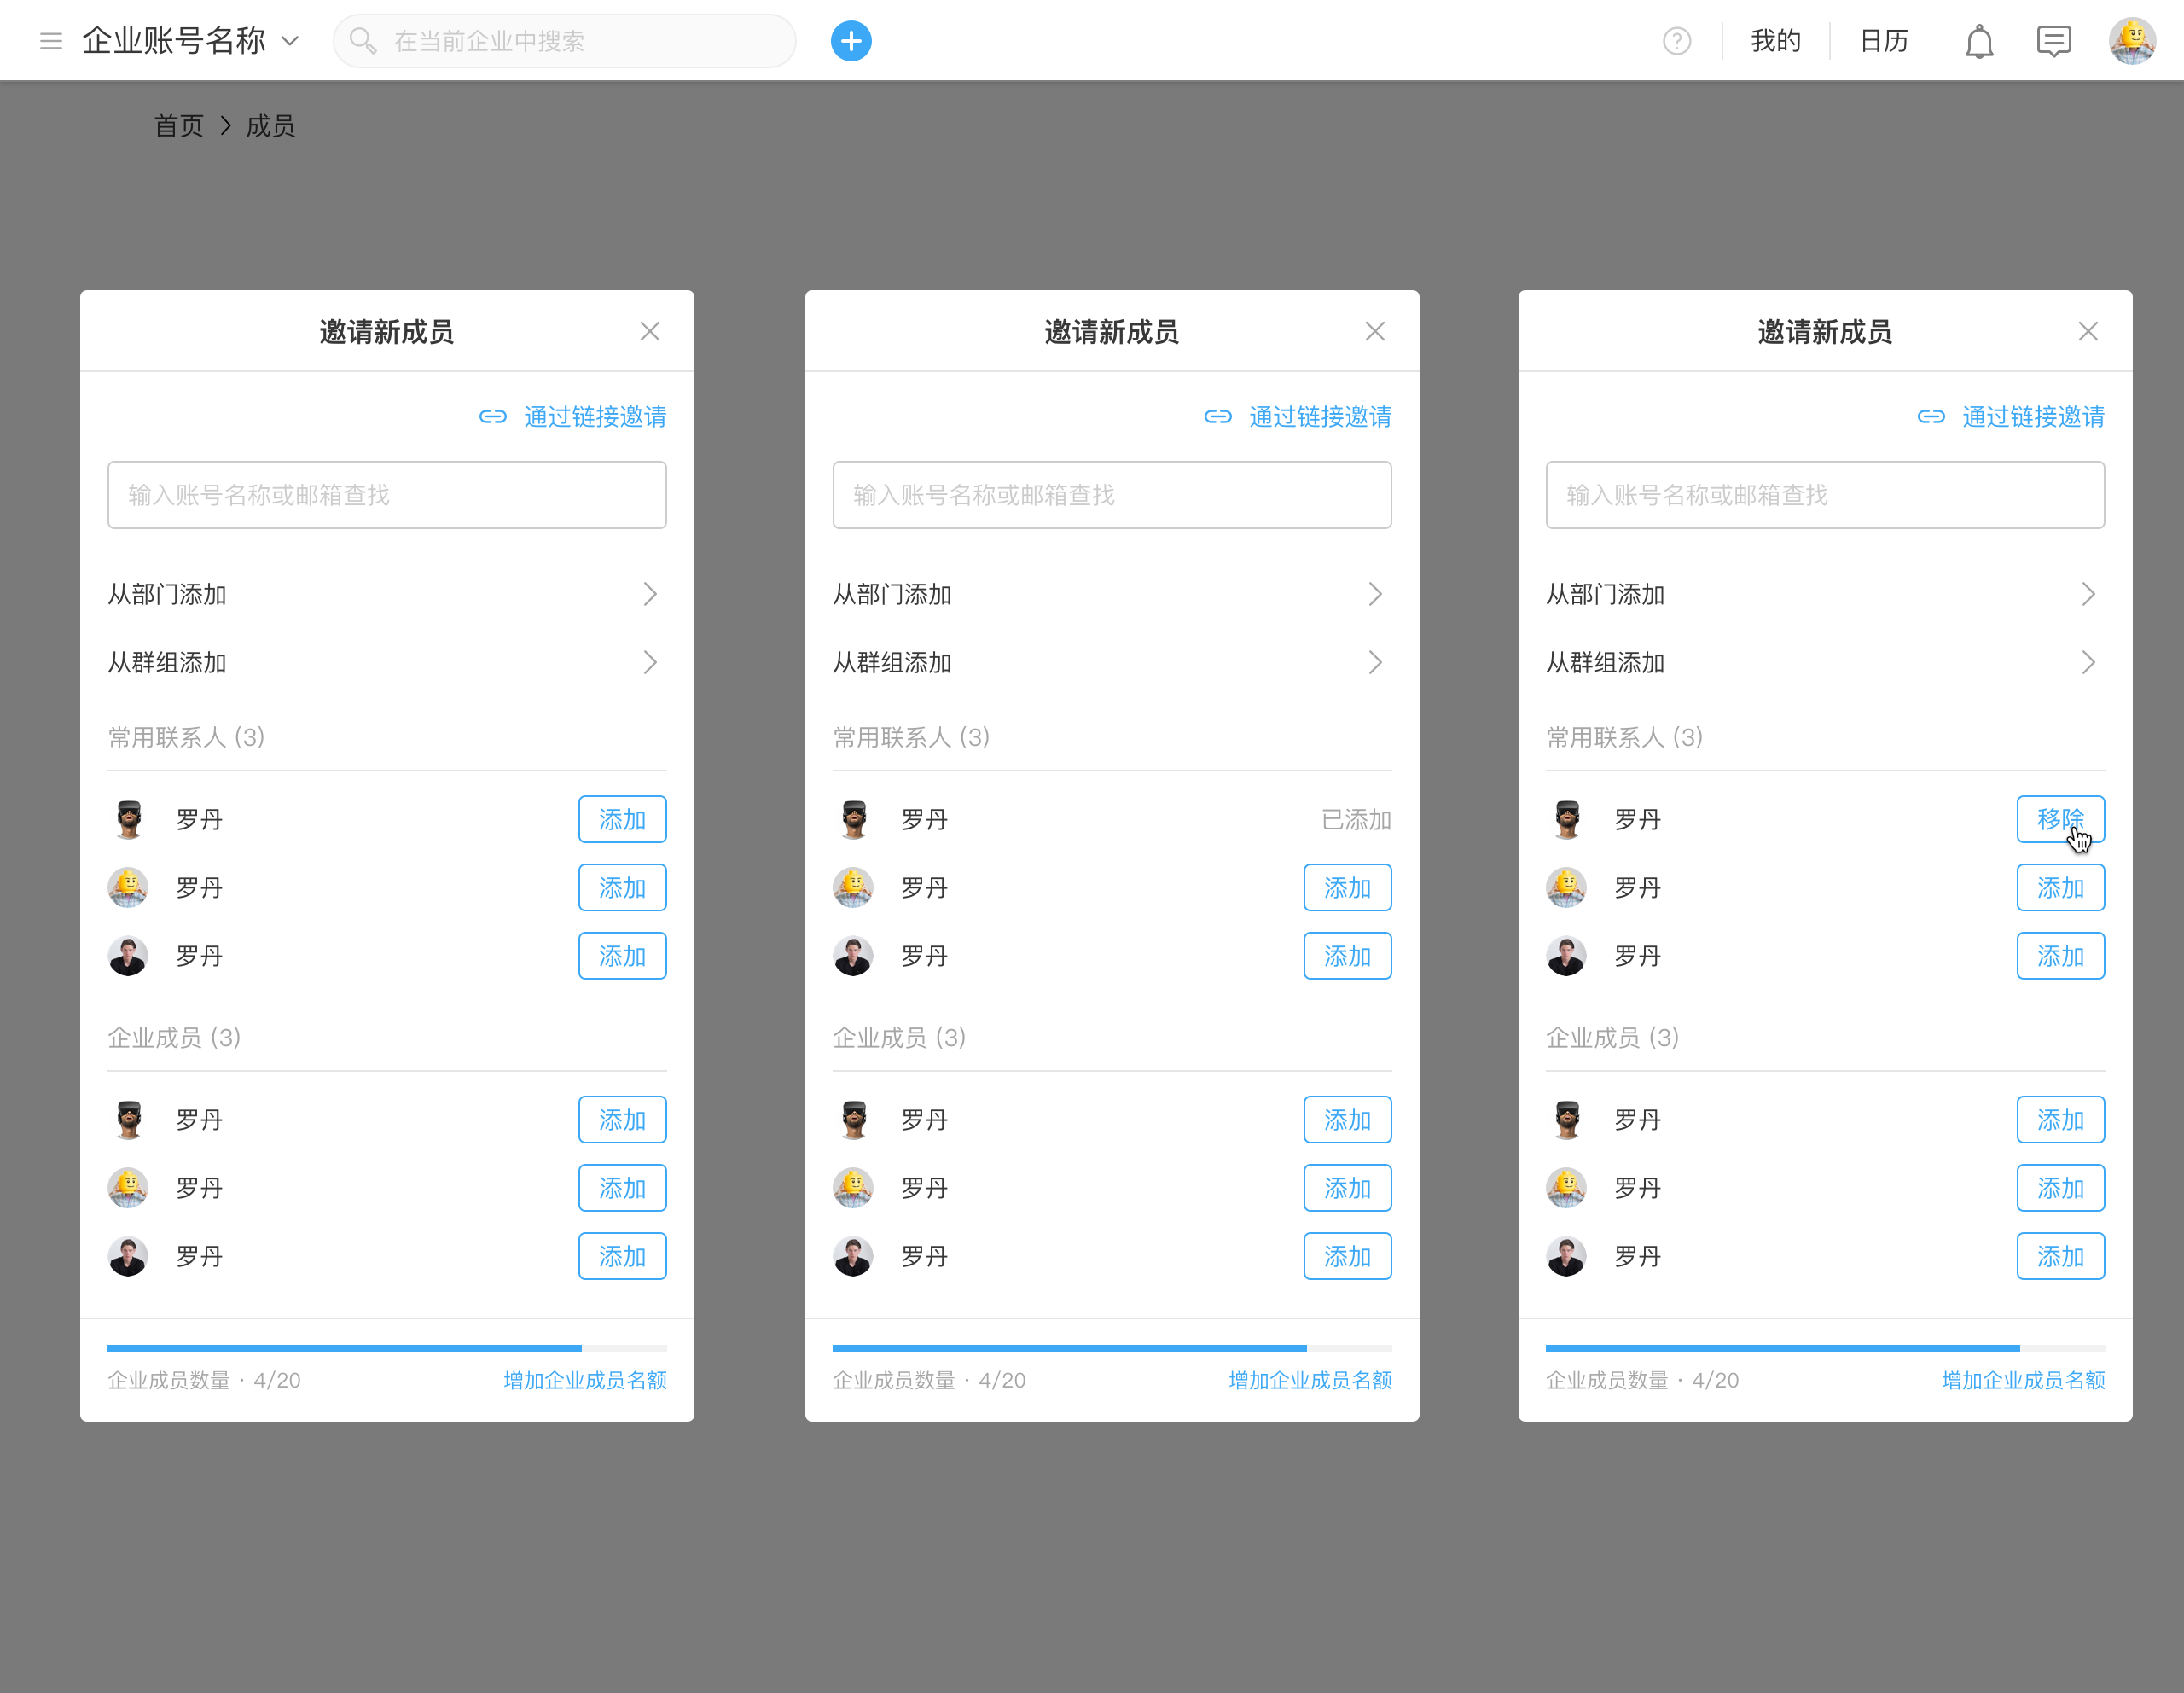 企业账号名称
在当前企业中搜索
我的
日历
首页 > 成员
邀请新成员
通过链接邀请
输入账号名称或邮箱查找
从部门添加
从群组添加
常用联系人 (3)
罗丹 添加
罗丹 添加
罗丹 添加
企业成员 (3)
罗丹 添加
罗丹 添加
罗丹 添加
企业成员数量 · 4/20 增加企业成员名额
邀请新成员
通过链接邀请
输入账号名称或邮箱查找
从部门添加
从群组添加
常用联系人 (3)
罗丹 已添加
罗丹 添加
罗丹 添加
企业成员 (3)
罗丹 添加
罗丹 添加
罗丹 添加
企业成员数量 · 4/20 增加企业成员名额
邀请新成员
通过链接邀请
输入账号名称或邮箱查找
从部门添加
从群组添加
常用联系人 (3)
罗丹 移除
罗丹 添加
罗丹 添加
企业成员 (3)
罗丹 添加
罗丹 添加
罗丹 添加
企业成员数量 · 4/20 增加企业成员名额